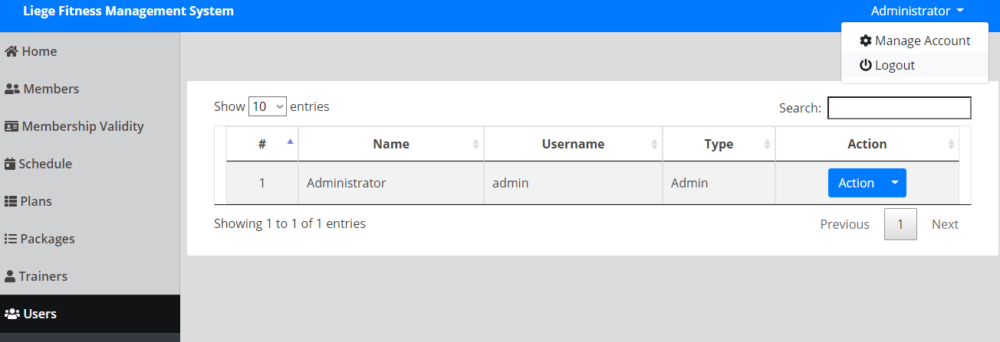 Liege Fitness Management System
Administrator
Manage Account
Logout
Home
Members
Membership Validity
Schedule
Plans
Packages
Trainers
Users
Show 10 entries
Search:
# Name Username Type Action
1 Administrator admin Admin Action
Showing 1 to 1 of 1 entries
Previous 1 Next